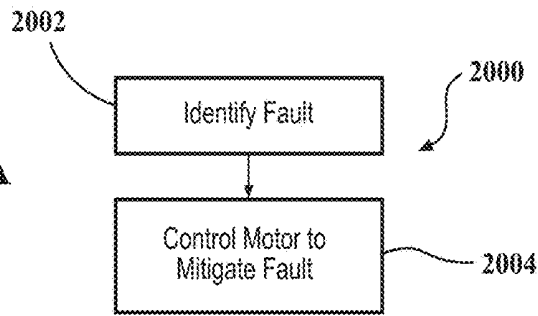 2002
2000
Identify Fault
Control Motor to
Mitigate Fault
2004